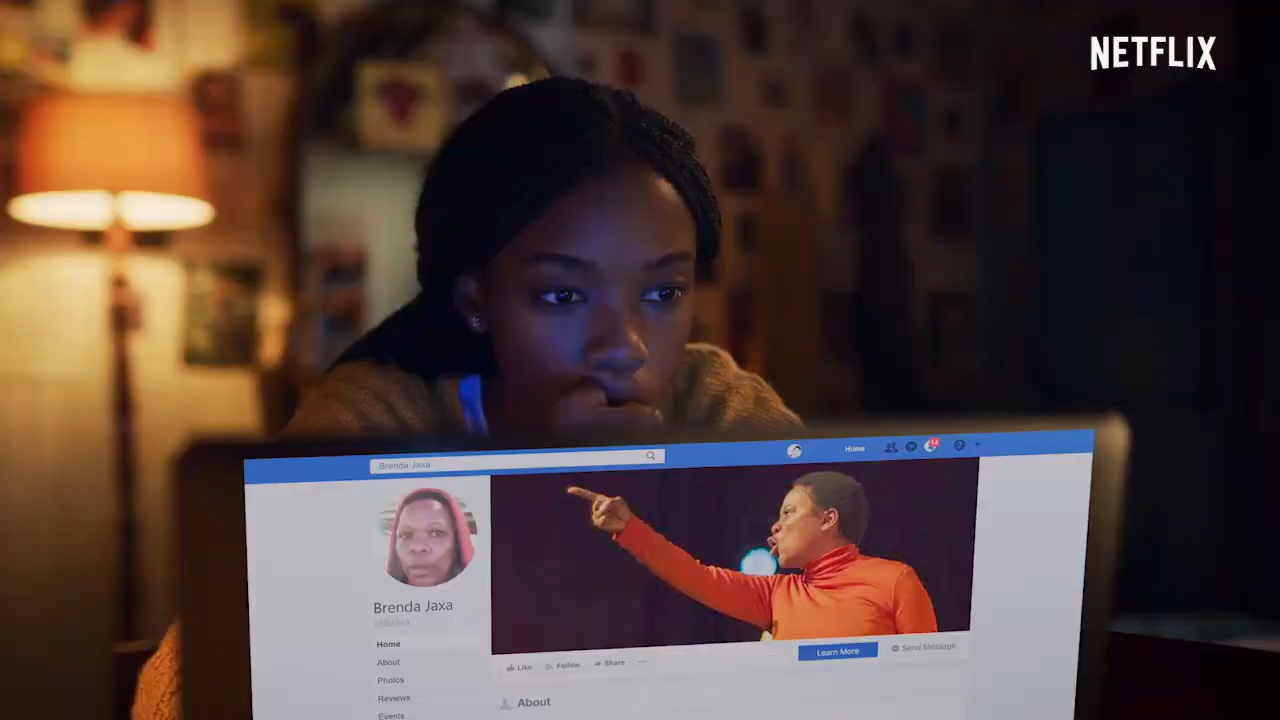 NETFLIX
Brenda Jaxa
Home
14
Brenda Jaxa
Home
About
Photos
Reviews
Events
Like
Follow
Share
Learn More
Send Message
About